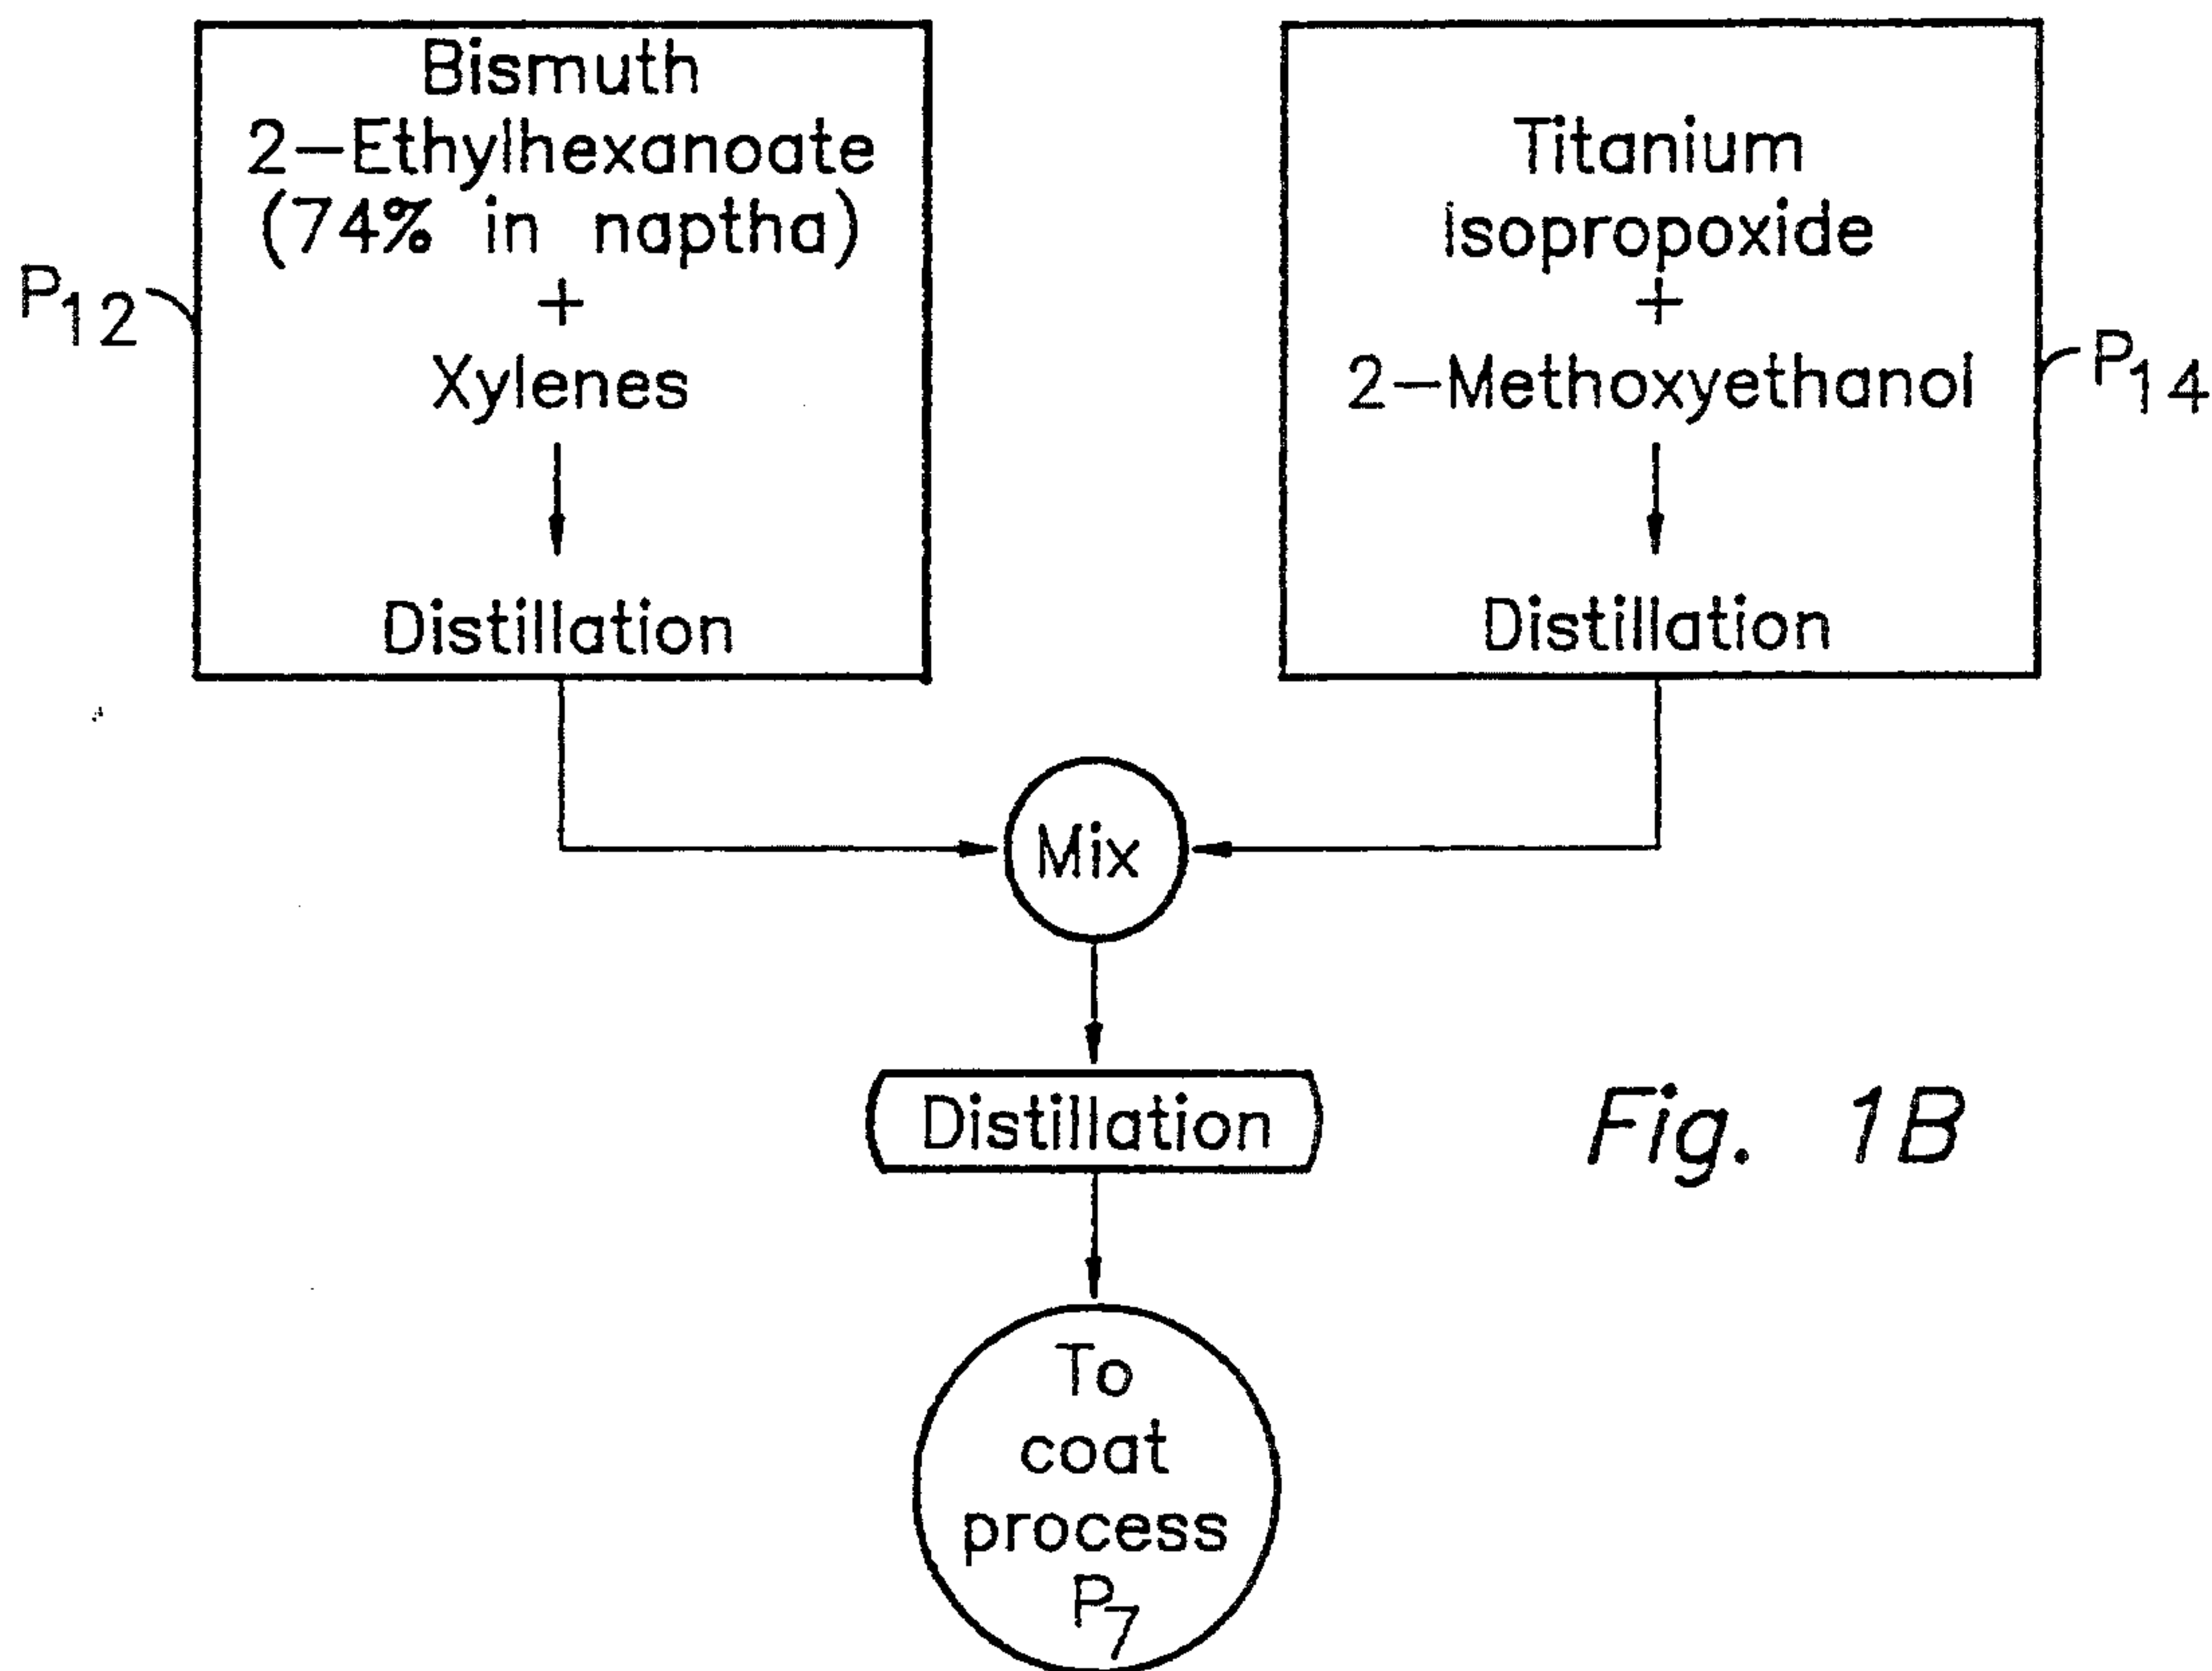 Bismuth
2-Ethylhexanoate
(74% in naptha)
+
Xylenes
Distillation
P12
Titanium
Isopropoxide
+
2-Methoxyethanol
Distillation
P14
Mix
Distillation
To
coat
process
P7
Fig. 1B